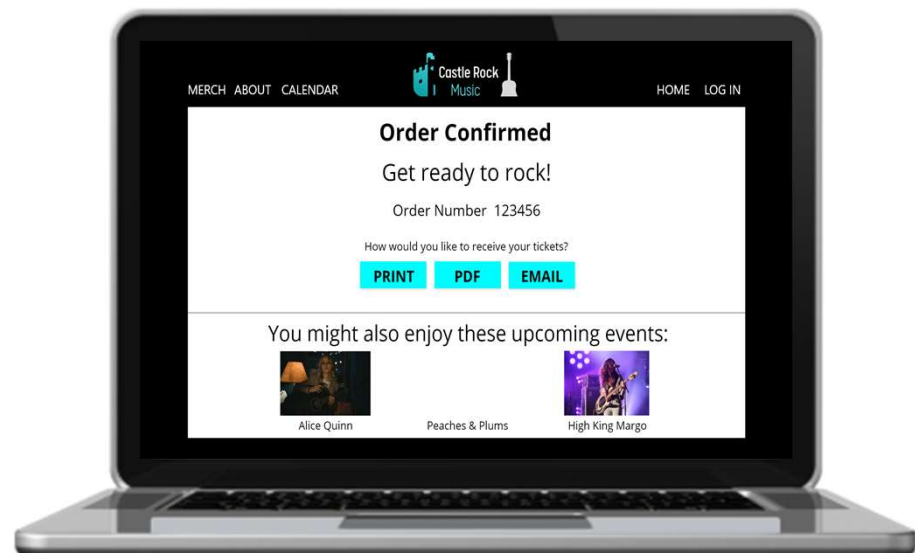 Castle Rock
Music
MERCH ABOUT CALENDAR
HOME LOG IN
Order Confirmed
Get ready to rock!
Order Number 123456
How would you like to receive your tickets?
PRINT PDF EMAIL
You might also enjoy these upcoming events:
Alice Quinn
Peaches & Plums
High King Margo